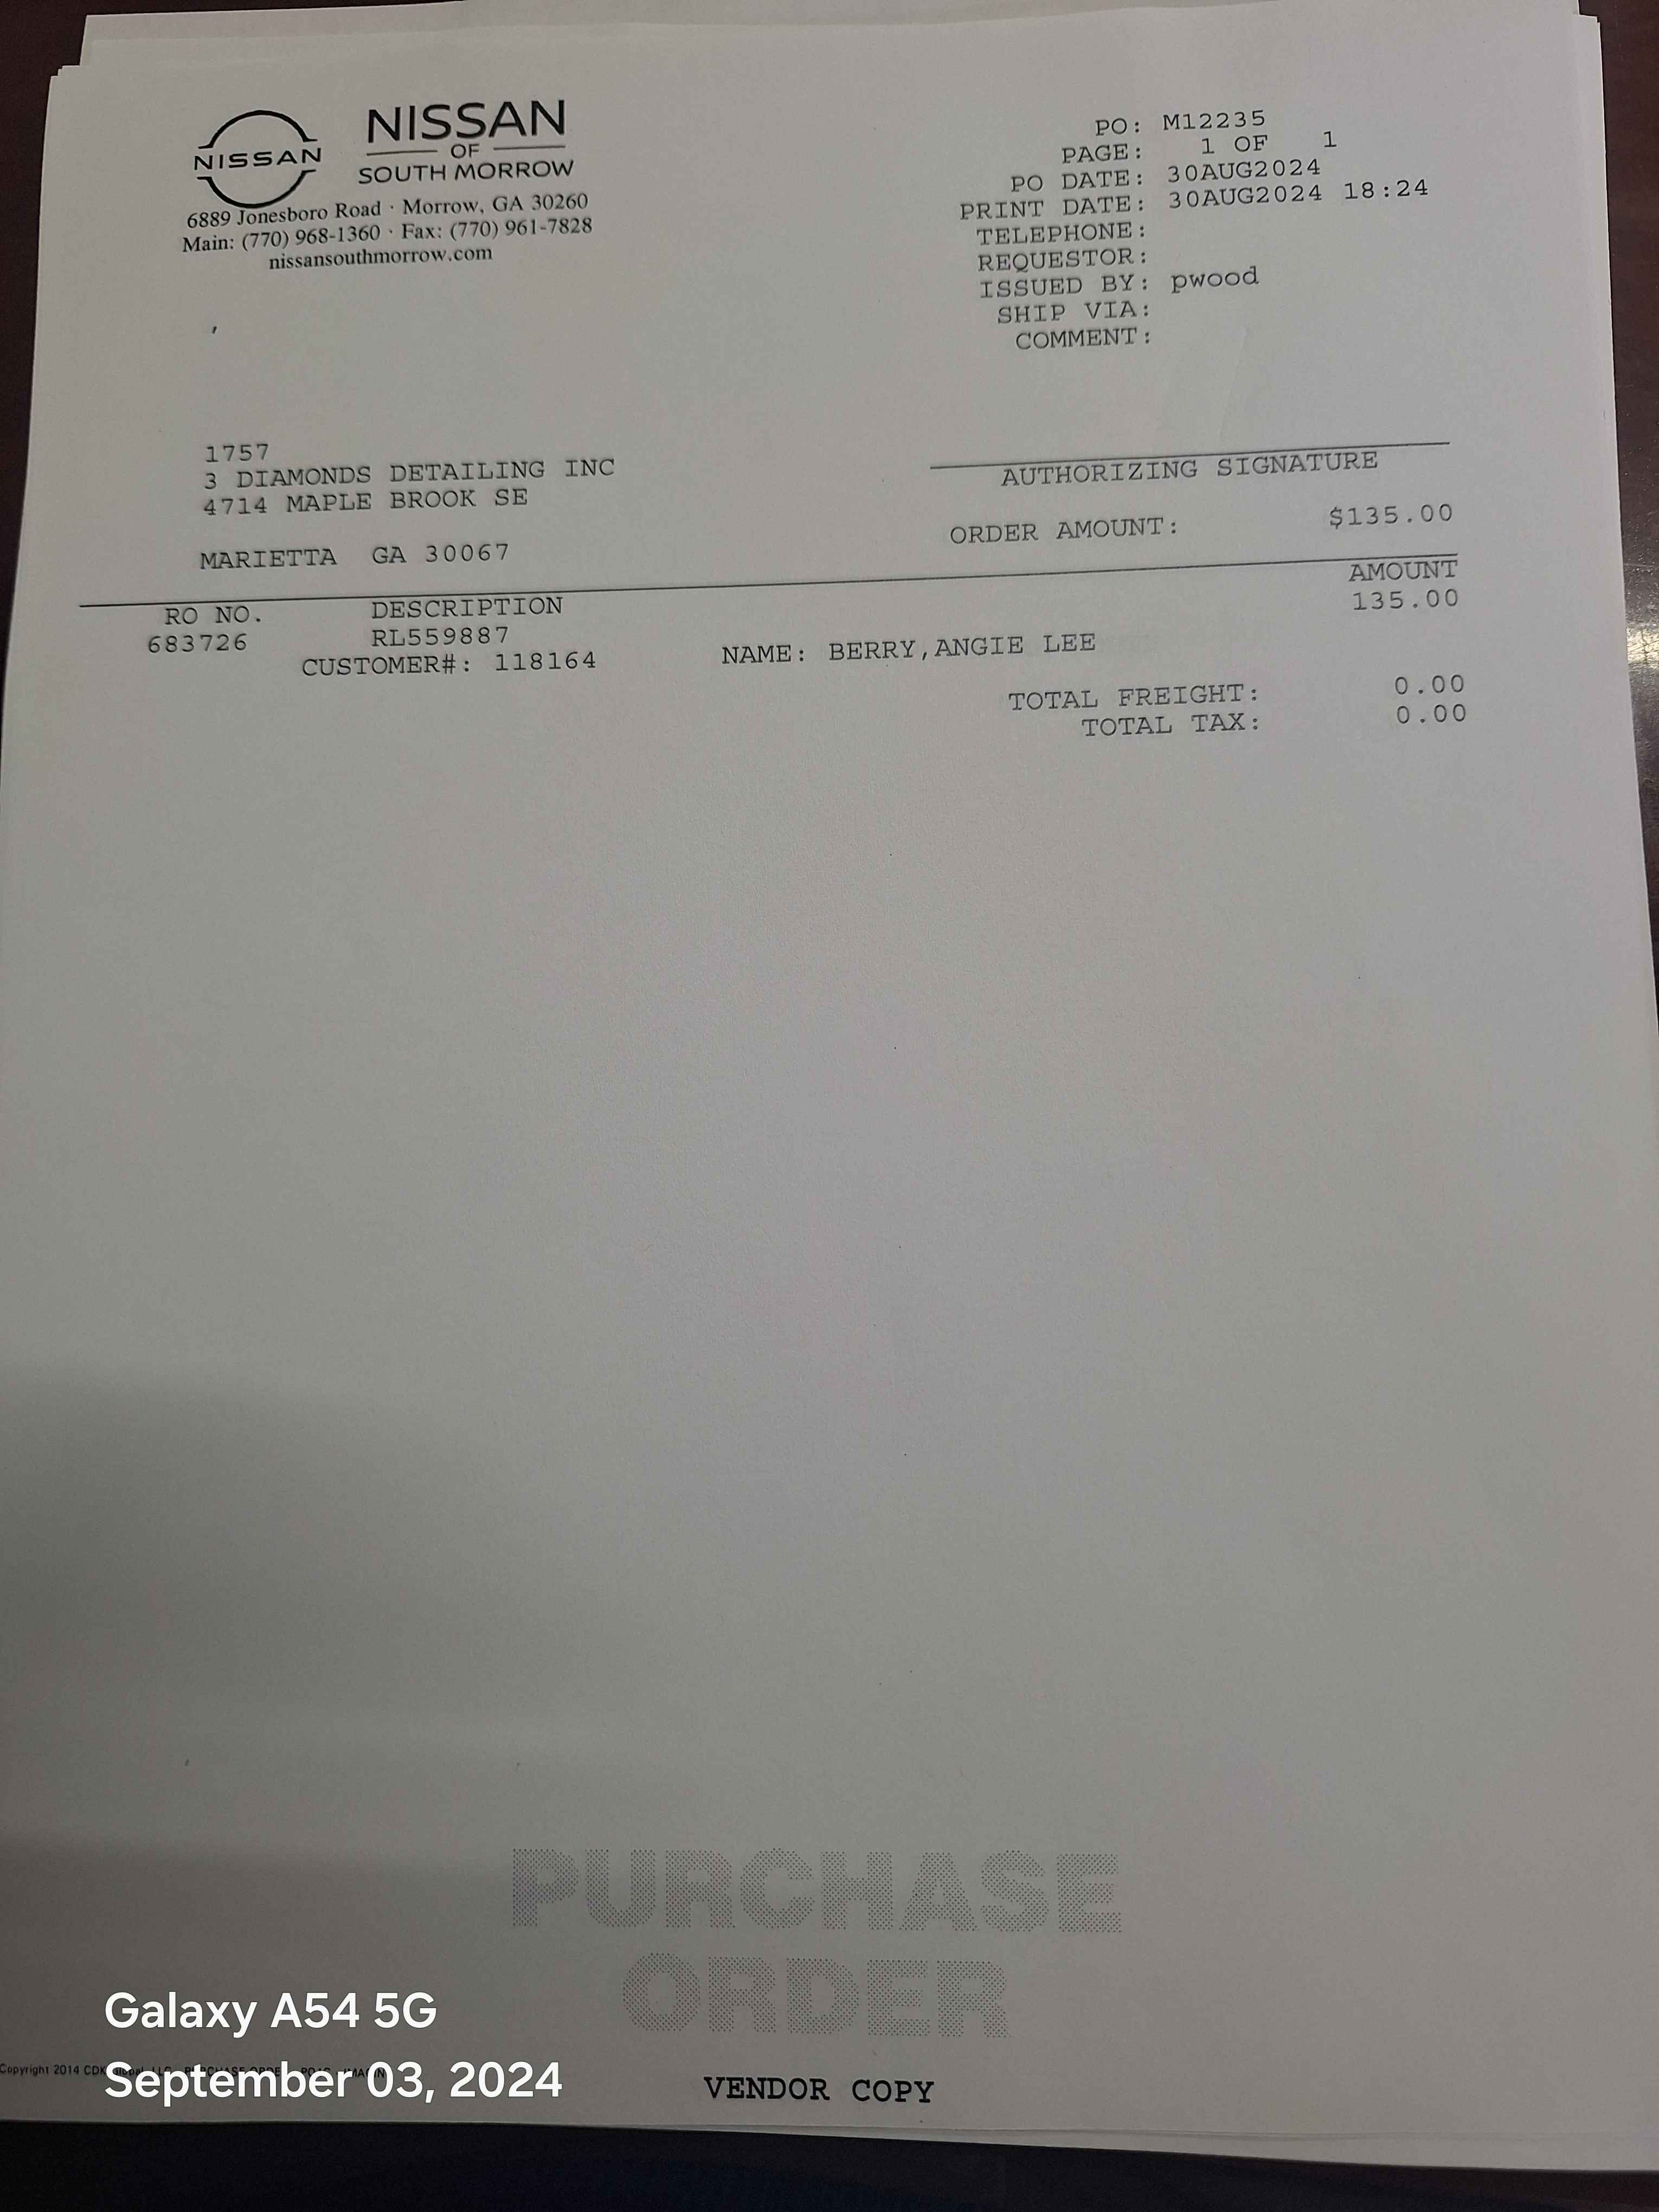 NISSAN
NISSAN
OF
SOUTH MORROW
6889 Jonesboro Road · Morrow, GA 30260
Main: (770) 968-1360 · Fax: (770) 961-7828
nissansouthmorrow.com
PO: M12235
PAGE: 1 OF 1
PO DATE: 30AUG2024
PRINT DATE: 30AUG2024 18:24
TELEPHONE:
REQUESTOR:
ISSUED BY: pwood
SHIP VIA:
COMMENT:
1757
3 DIAMONDS DETAILING INC
4714 MAPLE BROOK SE
MARIETTA GA 30067
AUTHORIZING SIGNATURE
ORDER AMOUNT: $135.00
RO NO. DESCRIPTION AMOUNT
683726 RL559887 135.00
CUSTOMER#: 118164 NAME: BERRY,ANGIE LEE
TOTAL FREIGHT: 0.00
TOTAL TAX: 0.00
PURCHASE
ORDER
Galaxy A54 5G
Copyright 2014 CDK
September 03, 2024
VENDOR COPY